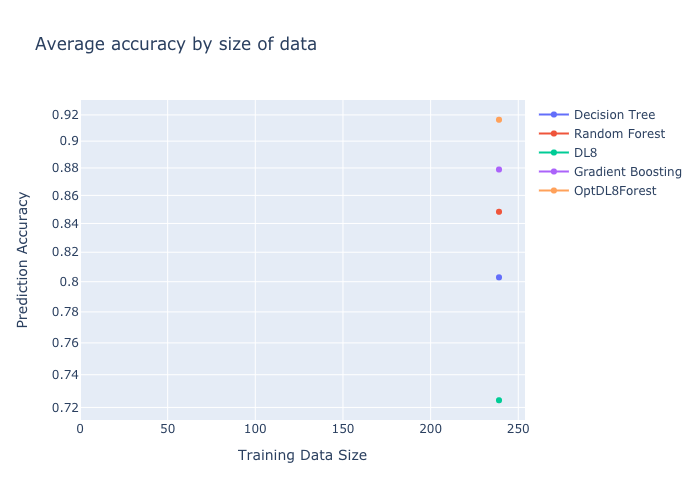 Average accuracy by size of data
Prediction Accuracy
0.92
0.9
0.88
0.86
0.84
0.82
0.8
0.78
0.76
0.74
0.72
0 50 100 150 200 250
Training Data Size
Decision Tree
Random Forest
DL8
Gradient Boosting
OptDL8Forest